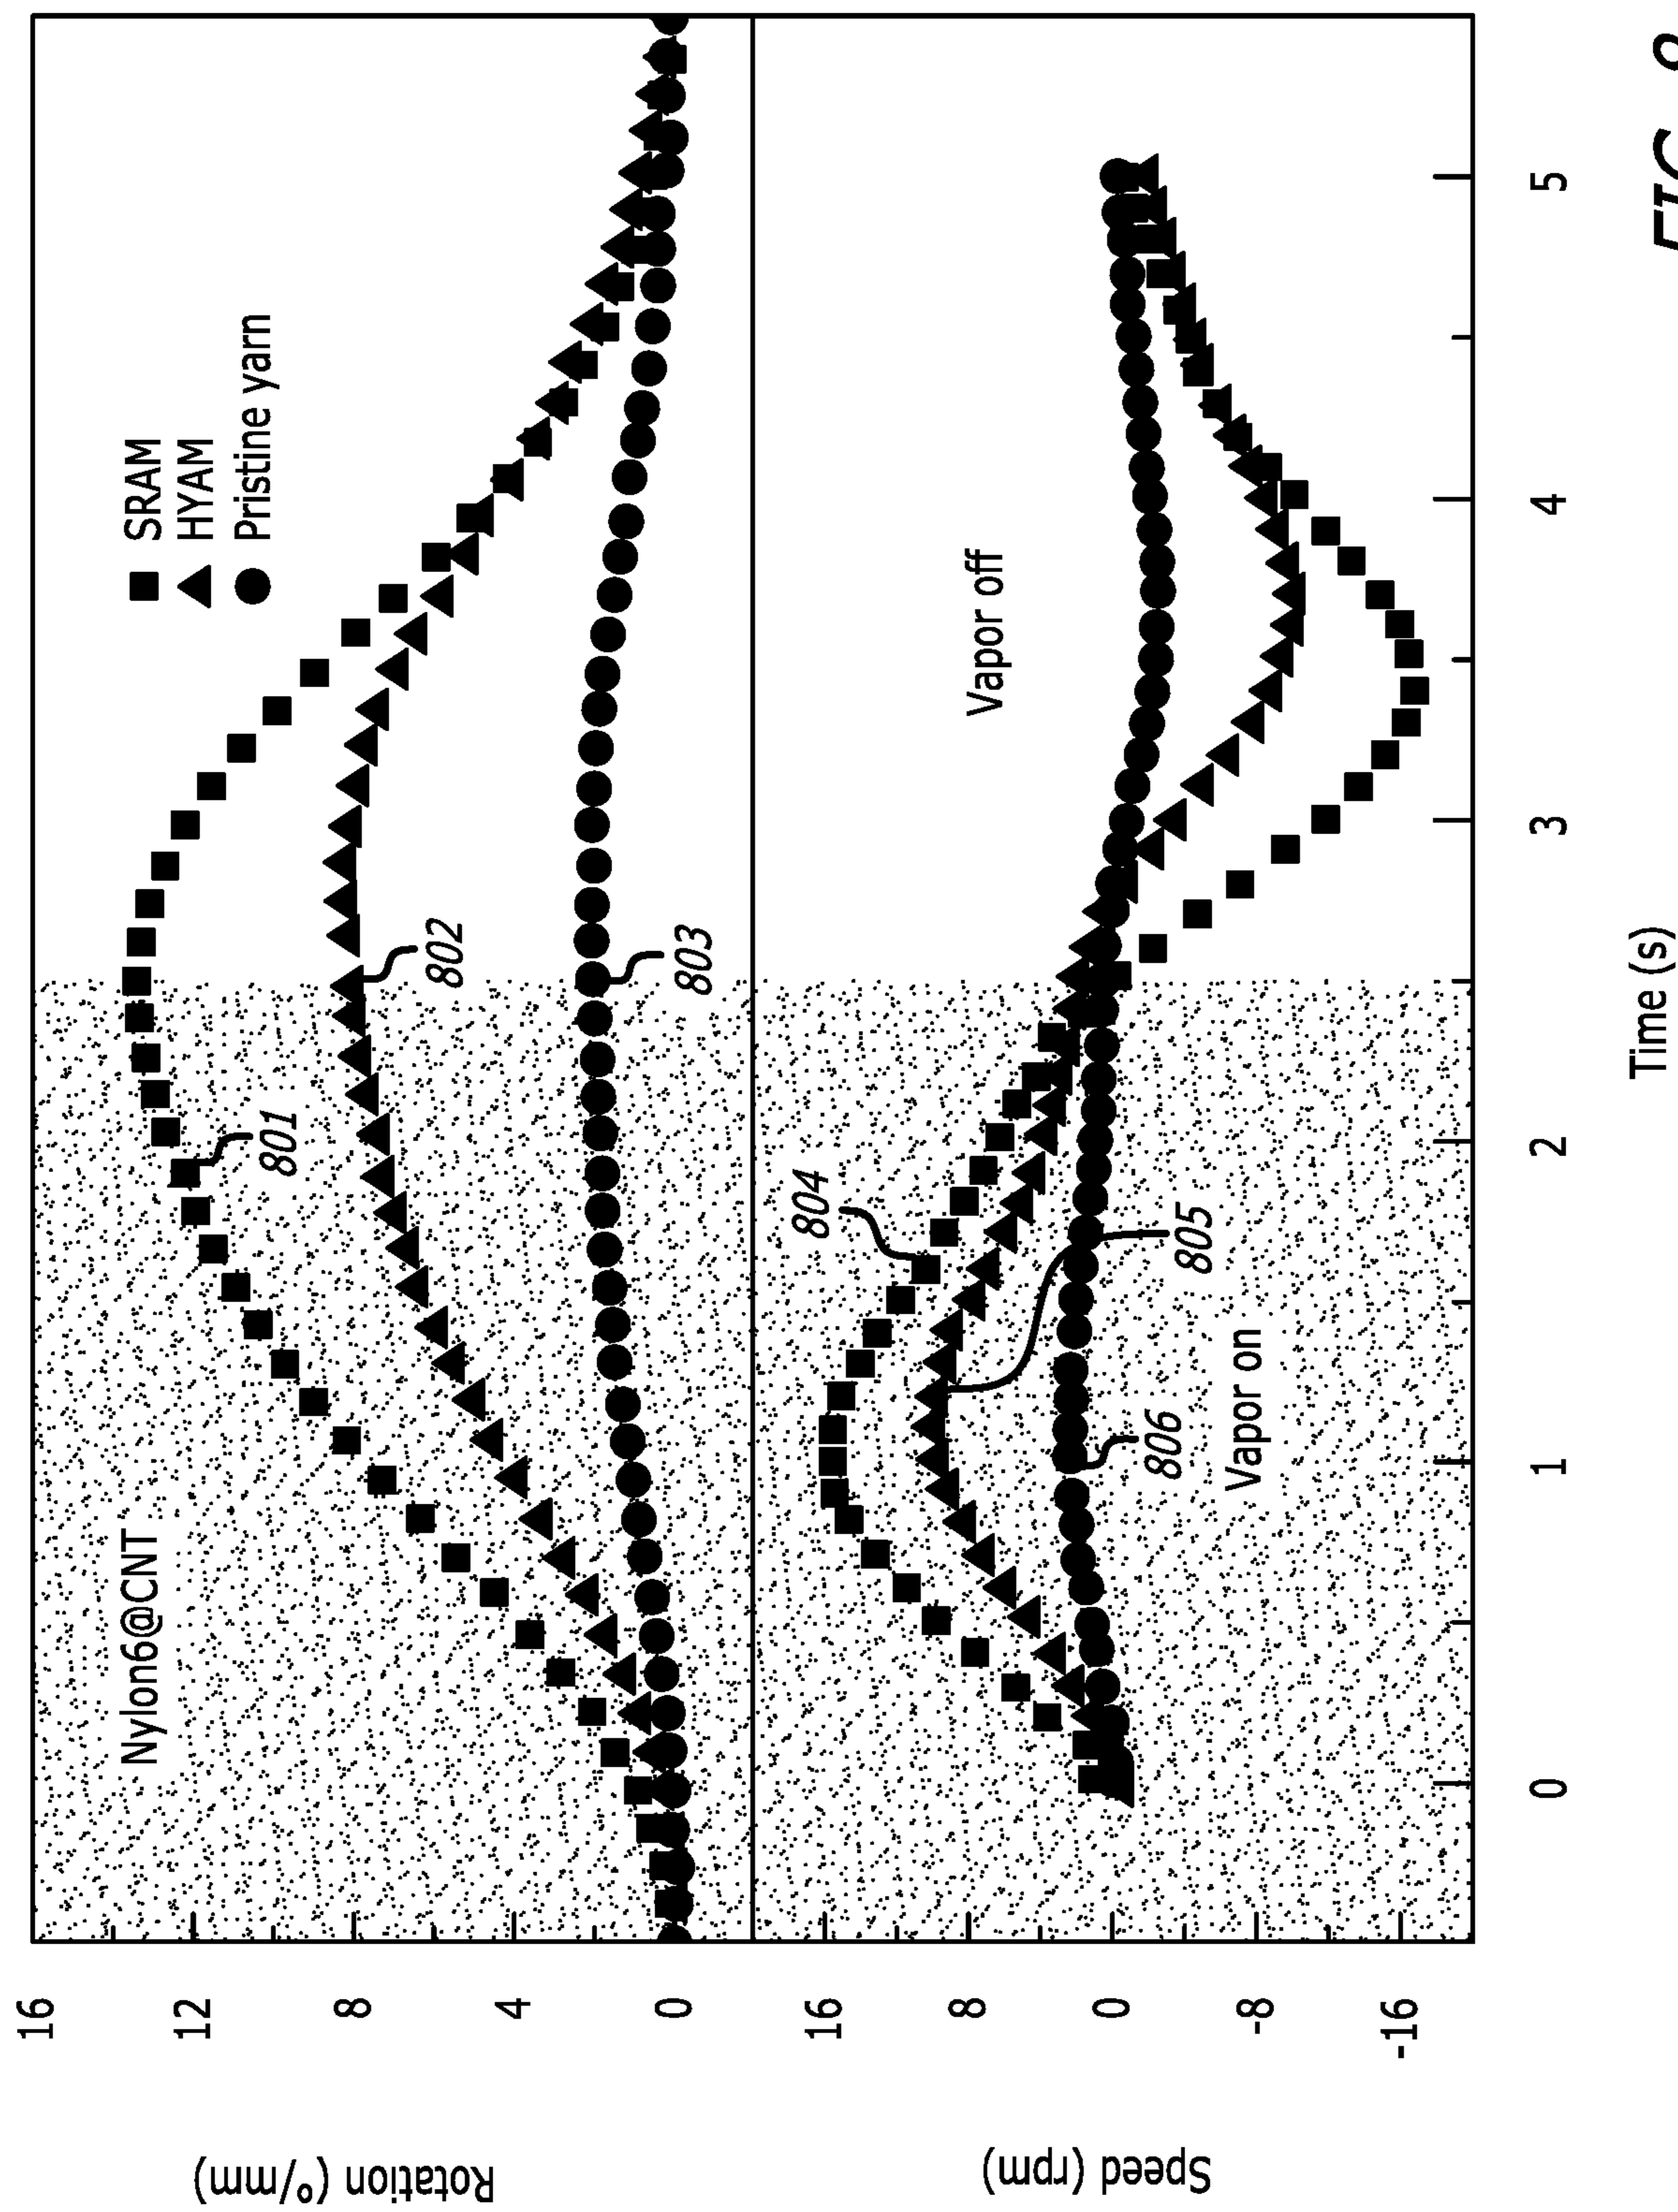 Nylon6@CNT
SRAM
HYAM
Pristine yarn
801
802
803
16
12
8
4
0
Rotation (°/mm)
804
805
806
Vapor on
Vapor off
16
8
0
-8
-16
Speed (rpm)
0
1
2
3
4
5
Time (s)